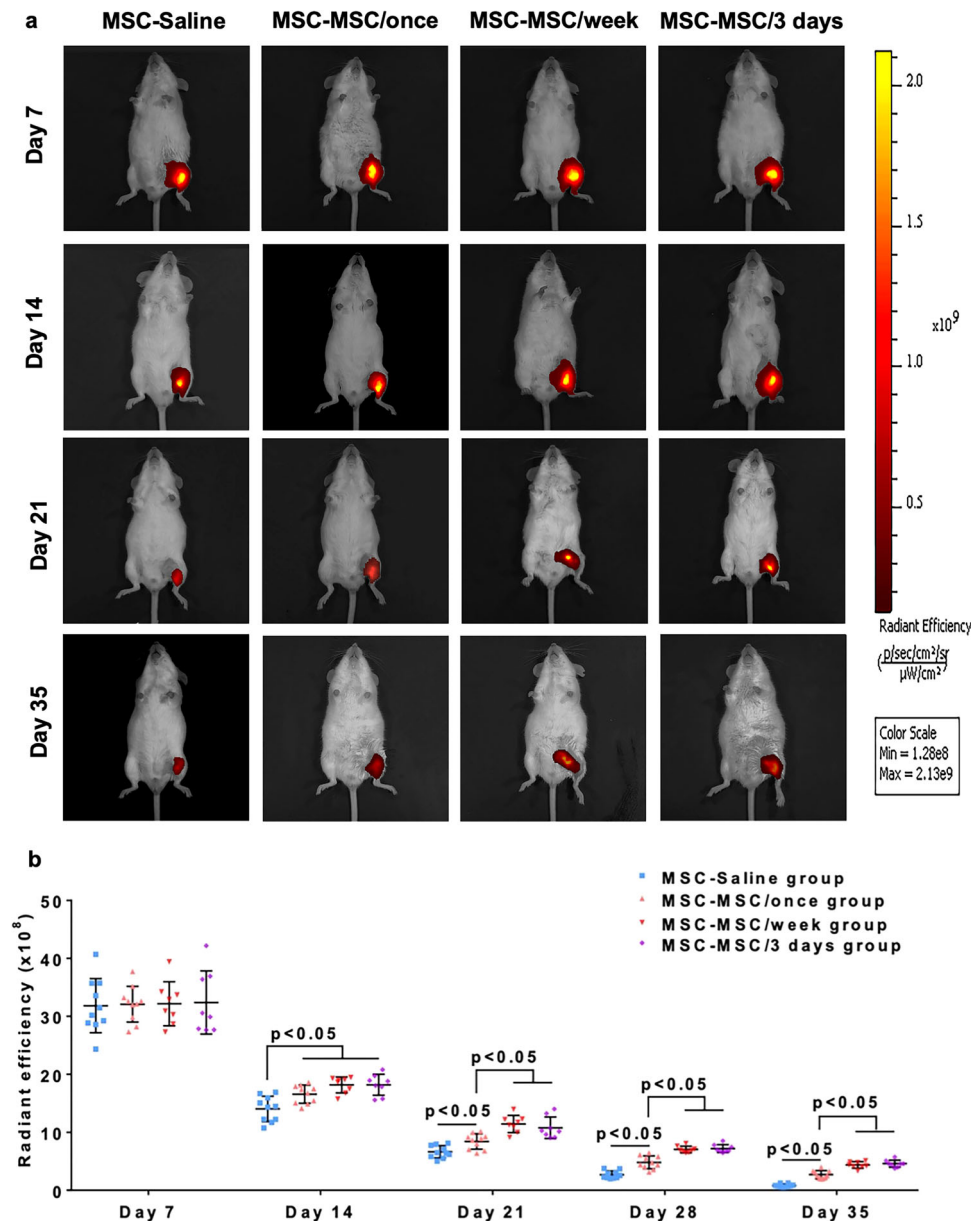 a
MSC-Saline
MSC-MSC/once
MSC-MSC/week
MSC-MSC/3 days
Day 7
Day 14
Day 21
Day 35
2.0
1.5
x10⁹
1.0
0.5
Radiant Efficiency
(p/sec/cm²/sr
µW/cm²)
Color Scale
Min = 1.28e8
Max = 2.13e9
b
MSC-Saline group
MSC-MSC/once group
MSC-MSC/week group
MSC-MSC/3 days group
Radiant efficiency (x10⁸)
50
40
30
20
10
0
p<0.05
p<0.05
p<0.05
p<0.05
p<0.05
p<0.05
p<0.05
Day 7
Day 14
Day 21
Day 28
Day 35